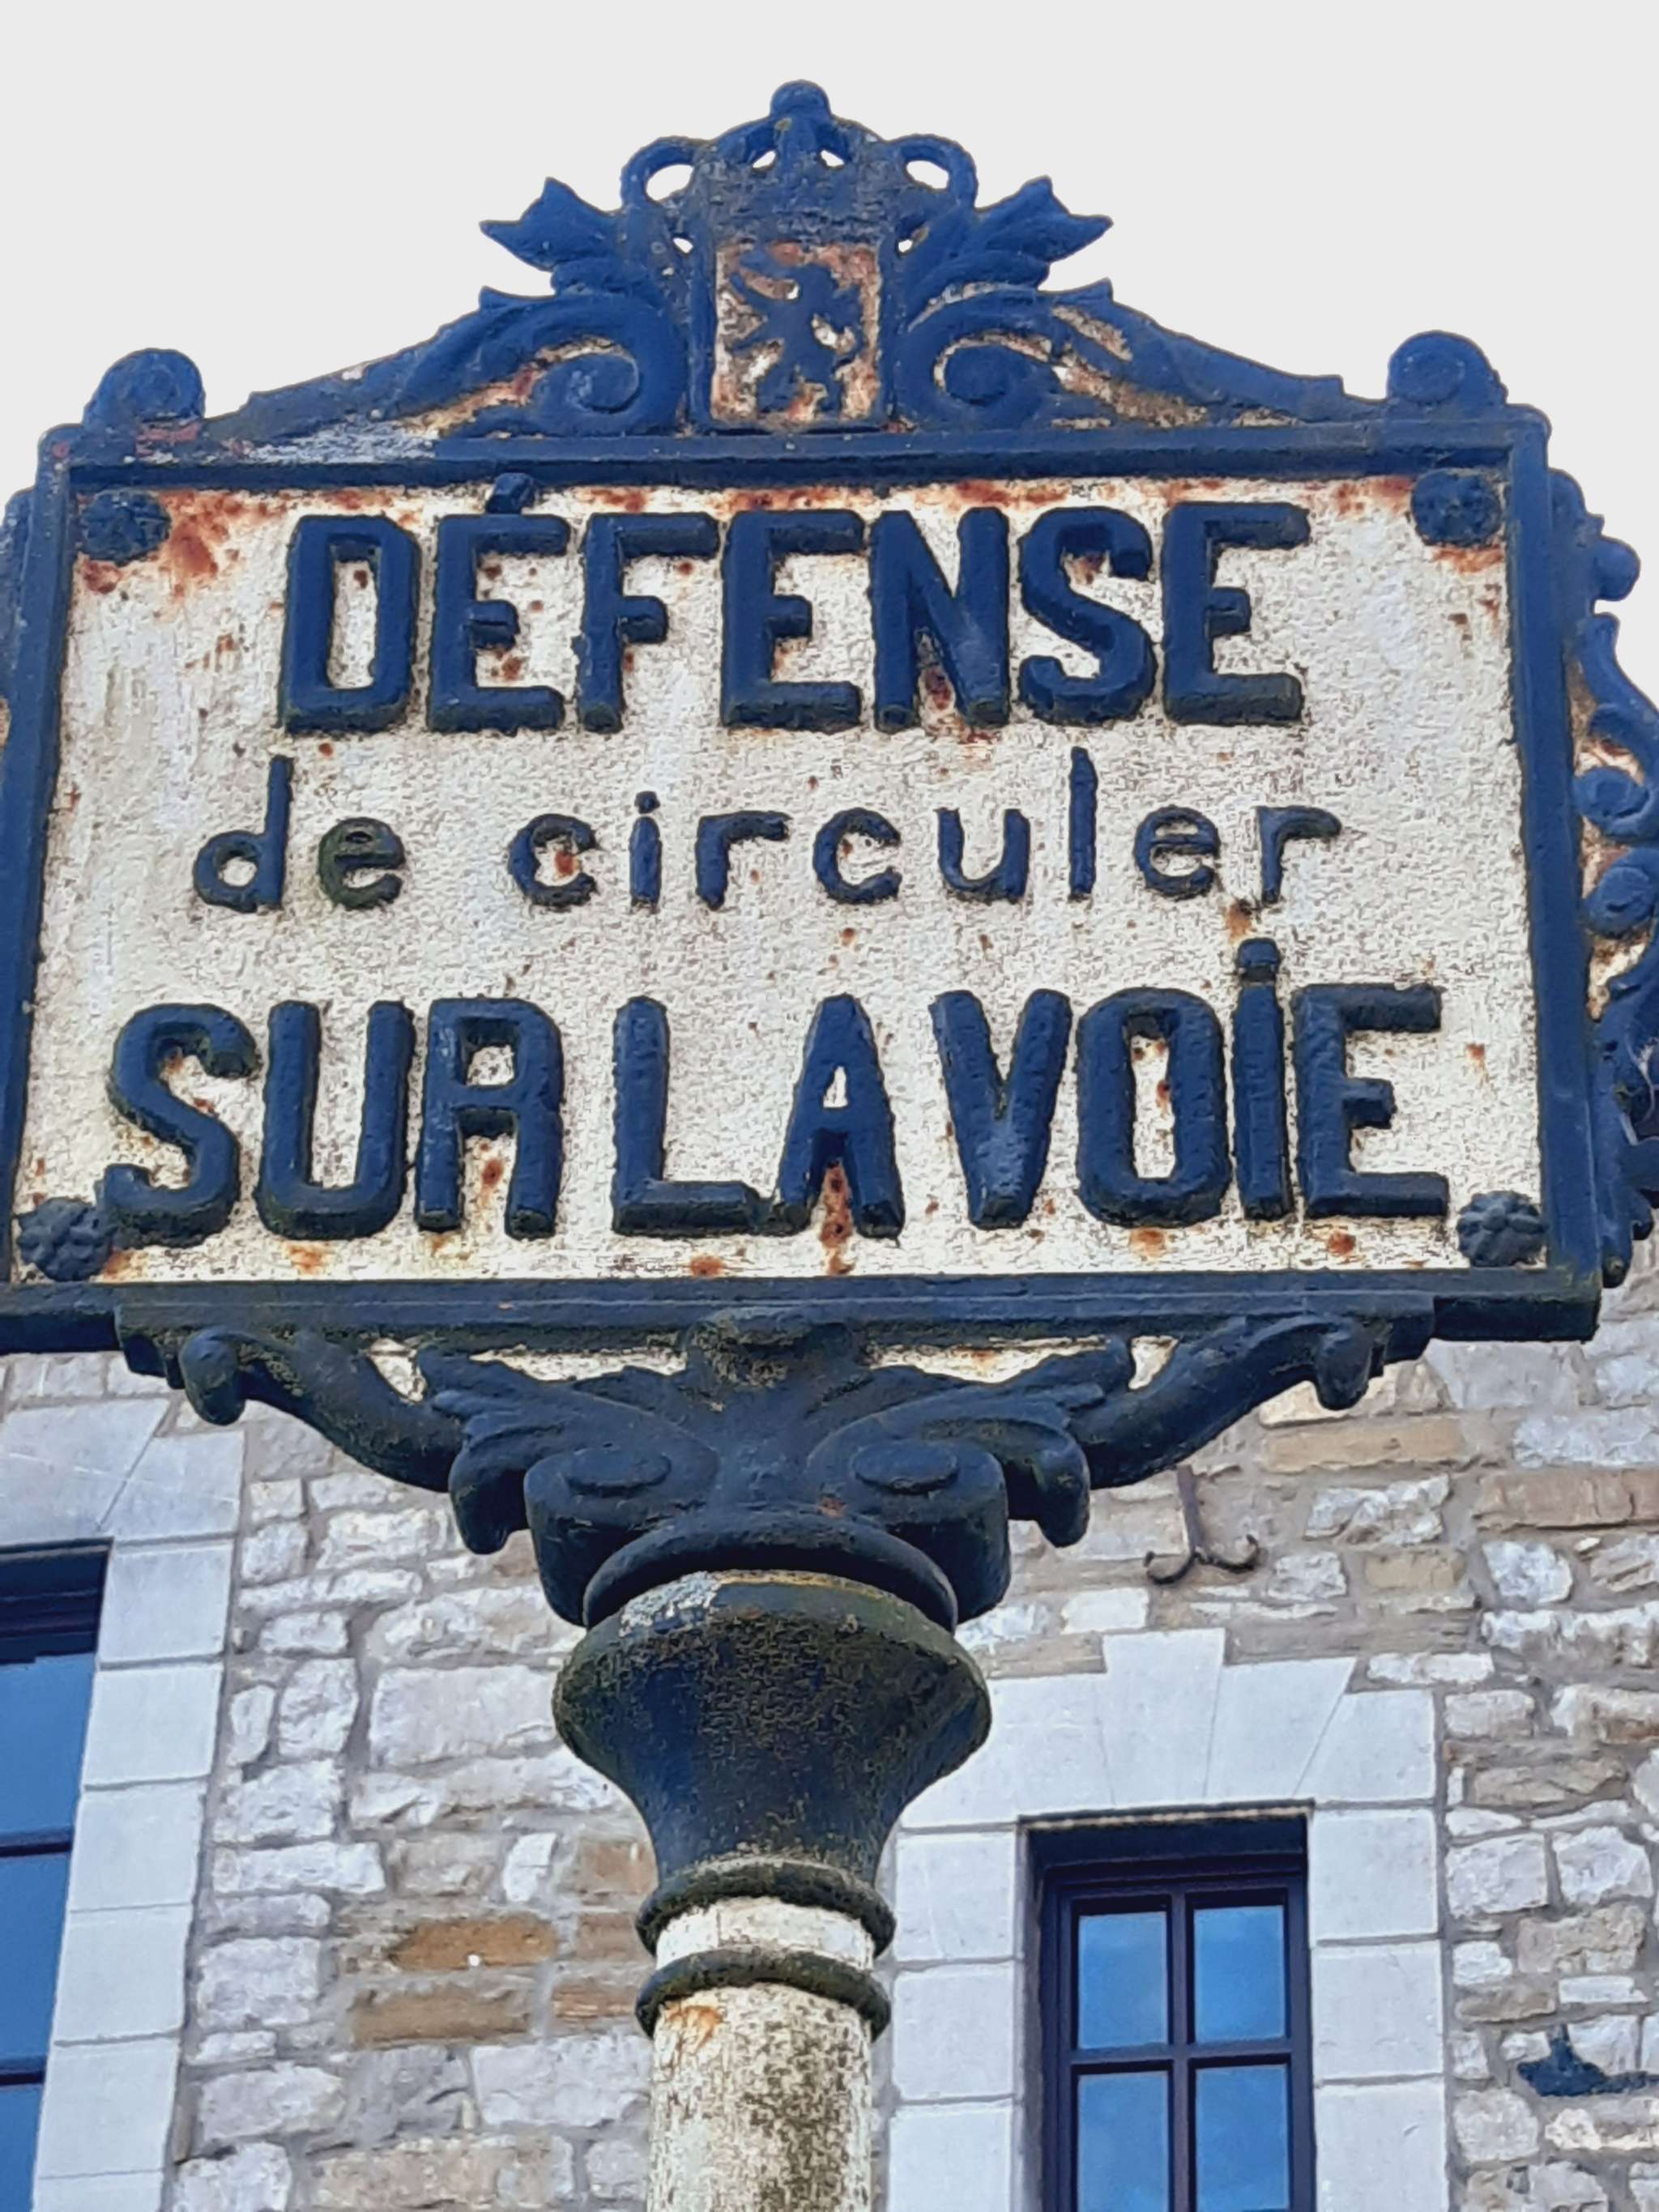 DÉFENSE
de circuler
SUR LA VOiE